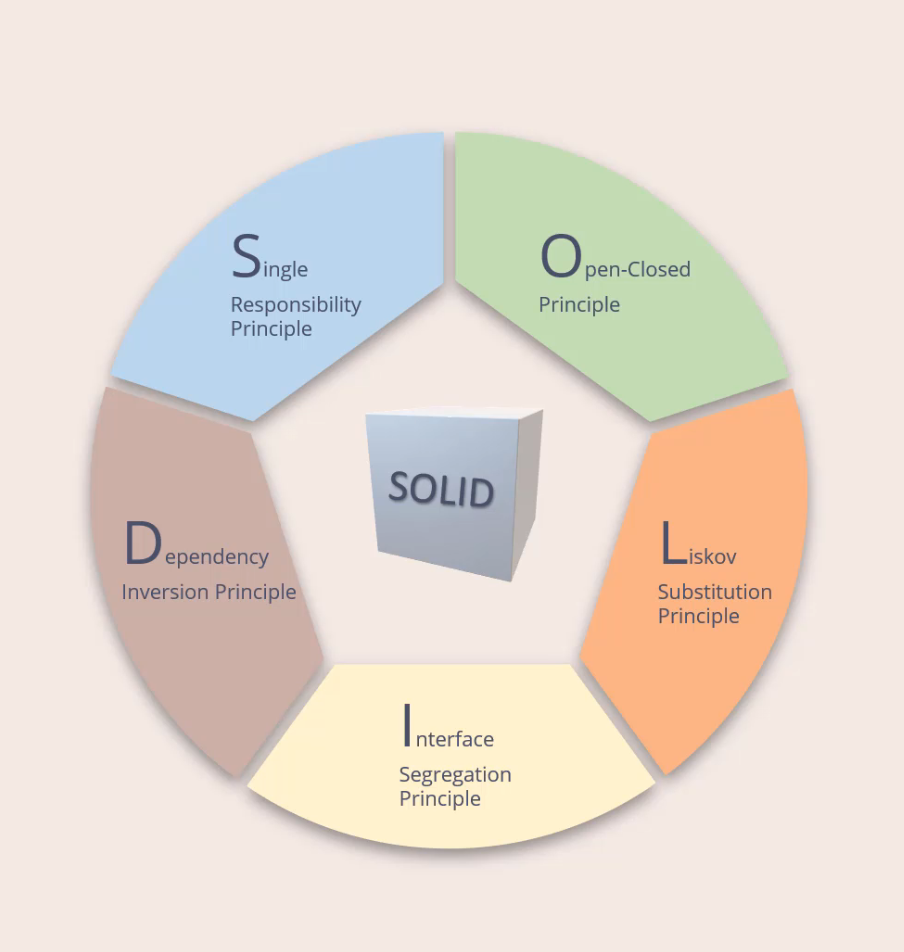 Single
Responsibility
Principle
Open-Closed
Principle
Liskov
Substitution
Principle
Interface
Segregation
Principle
Dependency
Inversion Principle
SOLID